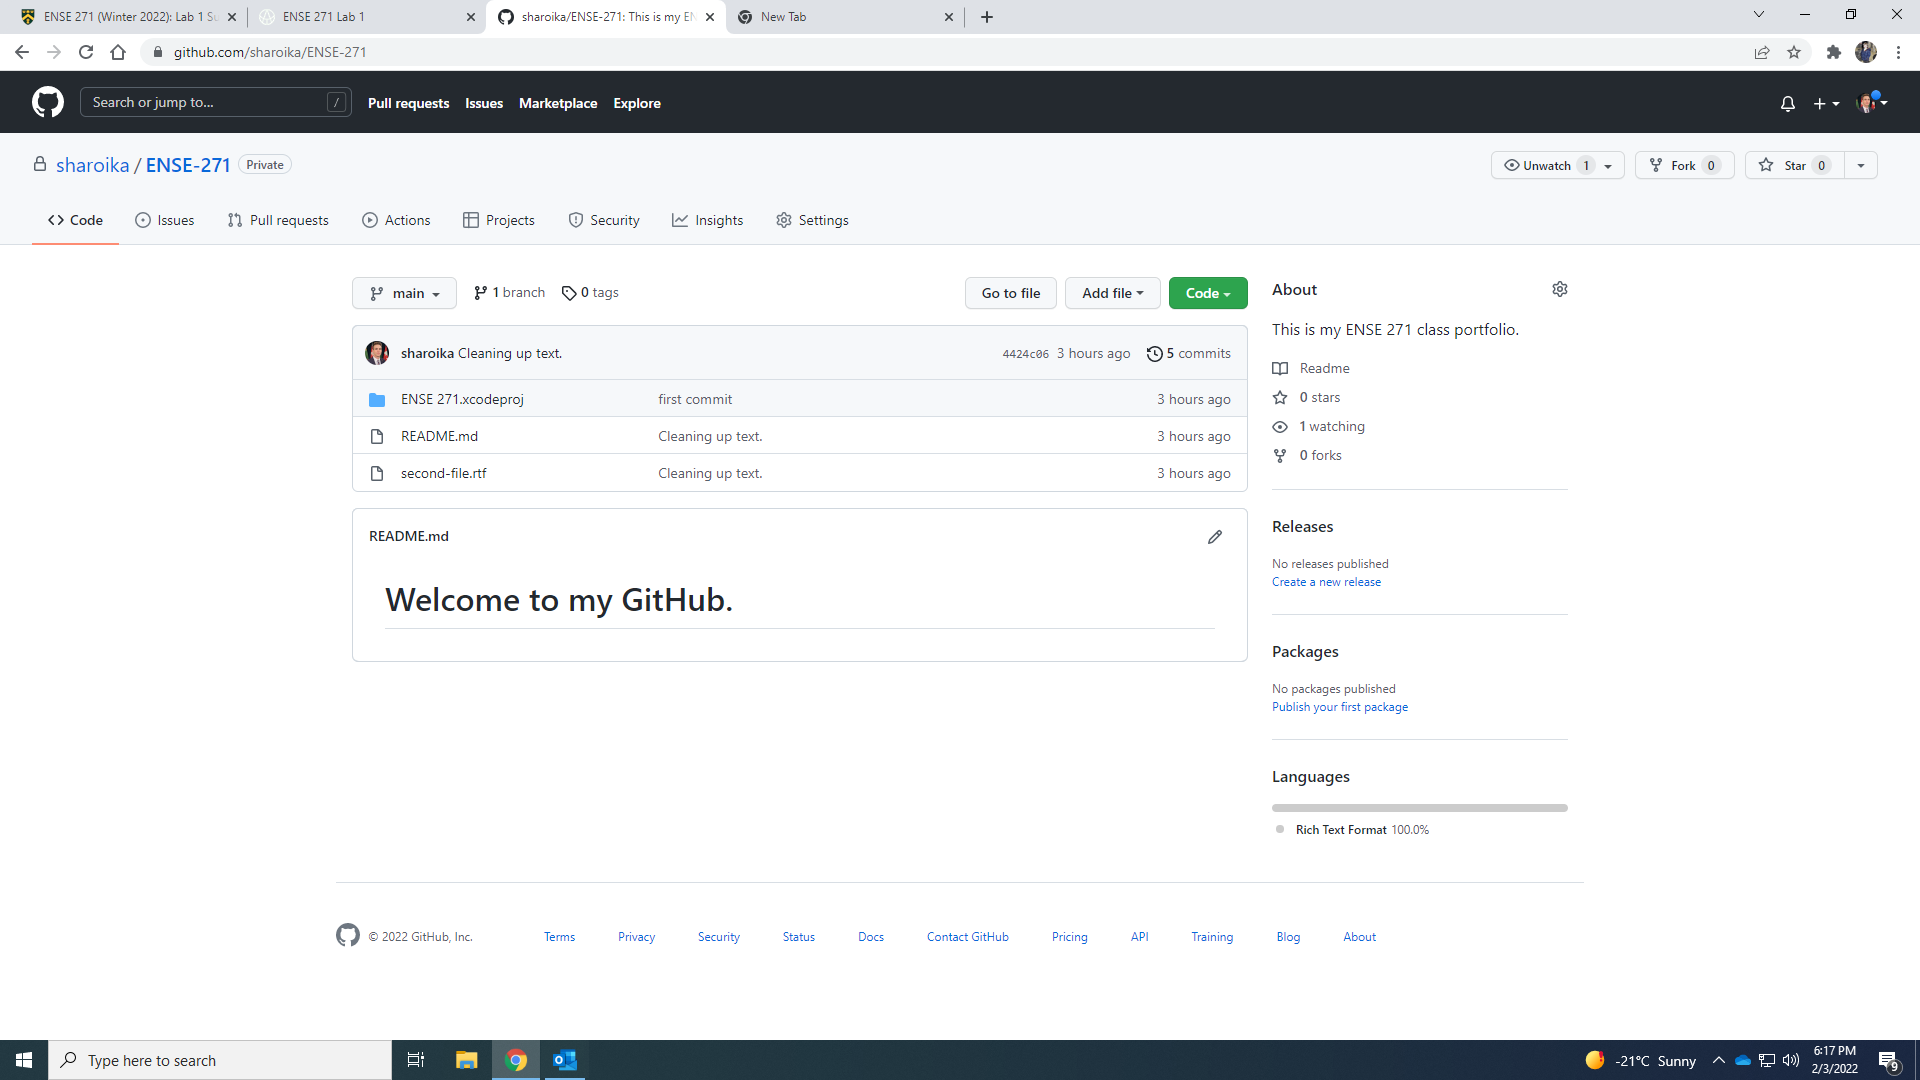 ENSE 271 (Winter 2022): Lab 1 Su
ENSE 271 Lab 1
sharoika/ENSE-271: This is my EN
New Tab
github.com/sharoika/ENSE-271
Search or jump to...
/
Pull requests
Issues
Marketplace
Explore
sharoika / ENSE-271
Private
Unwatch 1
Fork 0
Star 0
Code
Issues
Pull requests
Actions
Projects
Security
Insights
Settings
main
1 branch
0 tags
Go to file
Add file
Code
sharoika Cleaning up text.
4424c06 3 hours ago
5 commits
ENSE 271.xcodeproj
first commit
3 hours ago
README.md
Cleaning up text.
3 hours ago
second-file.rtf
Cleaning up text.
3 hours ago
README.md
Welcome to my GitHub.
About
This is my ENSE 271 class portfolio.
Readme
0 stars
1 watching
0 forks
Releases
No releases published
Create a new release
Packages
No packages published
Publish your first package
Languages
Rich Text Format 100.0%
© 2022 GitHub, Inc.
Terms
Privacy
Security
Status
Docs
Contact GitHub
Pricing
API
Training
Blog
About
Type here to search
-21°C Sunny
6:17 PM
2/3/2022
9